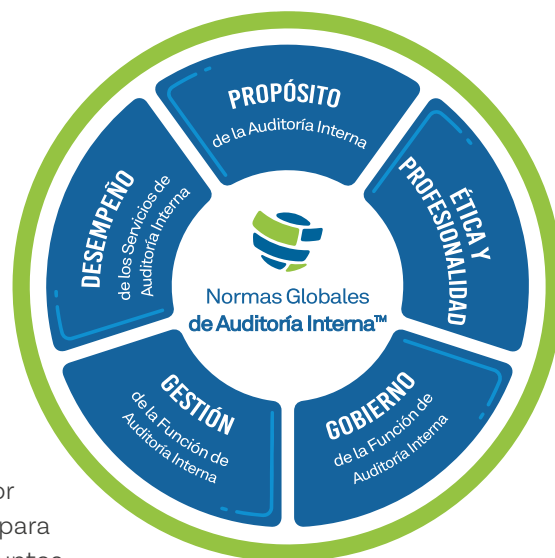 PROPÓSITO
de la Auditoría Interna
ÉTICA Y
PROFESIONALIDAD
GOBIERNO
de la Función de
Auditoría Interna
GESTIÓN
de la Función de
Auditoría Interna
DESEMPEÑO
de los Servicios de
Auditoría Interna
Normas Globales
de Auditoría Interna™
or
para